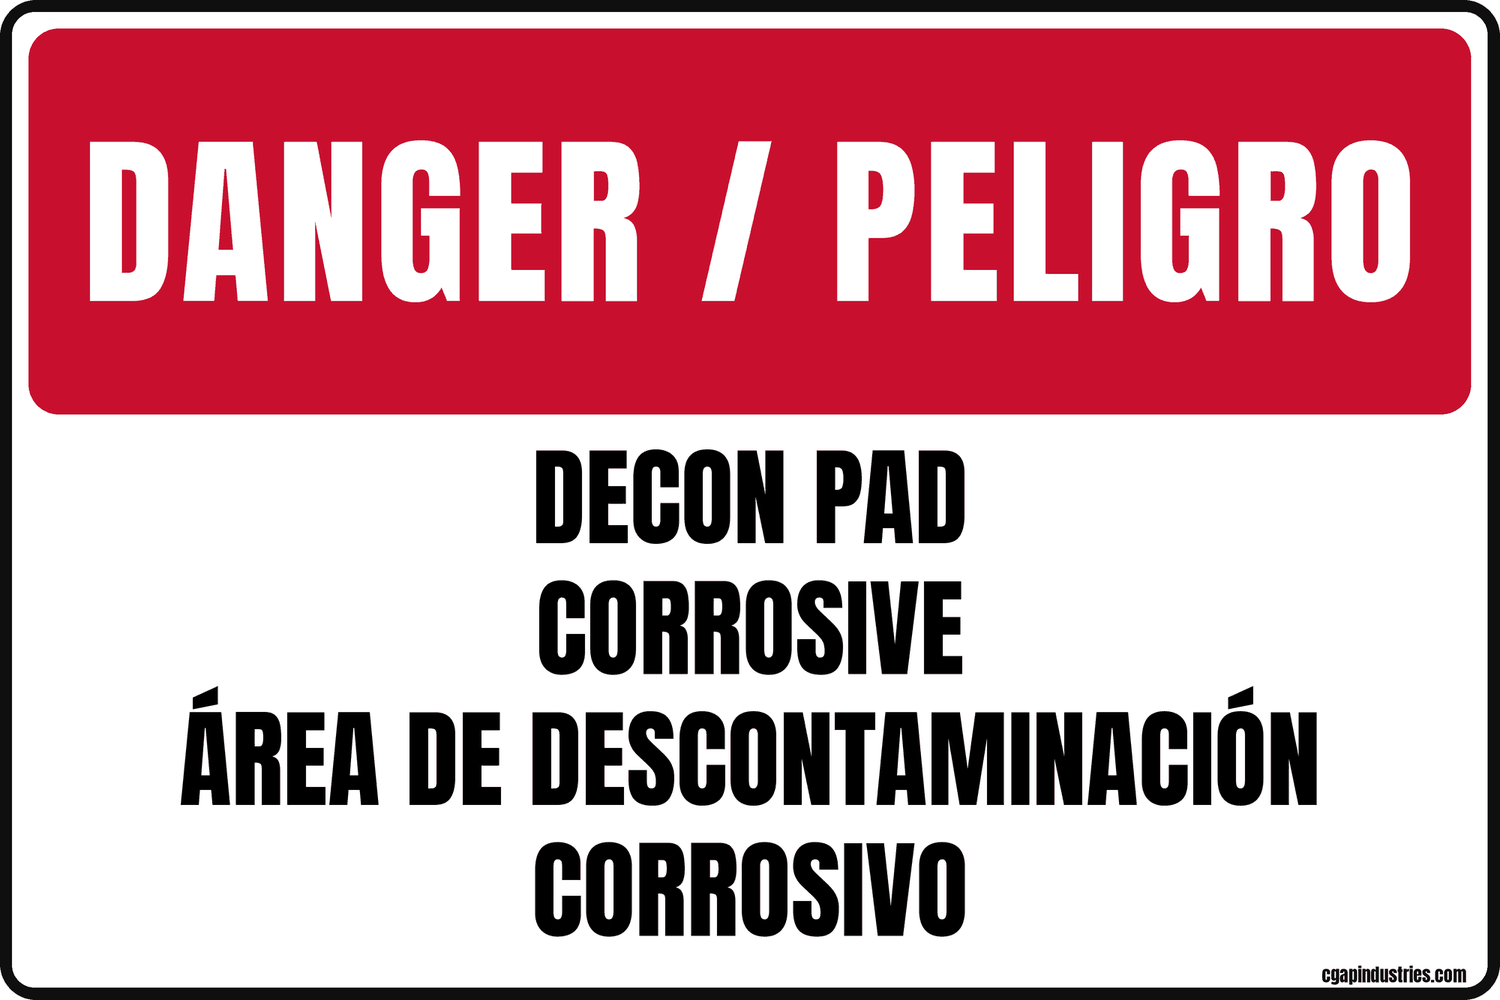 DANGER / PELIGRO
DECON PAD
CORROSIVE
ÁREA DE DESCONTAMINACIÓN
CORROSIVO
cgapindustries.com